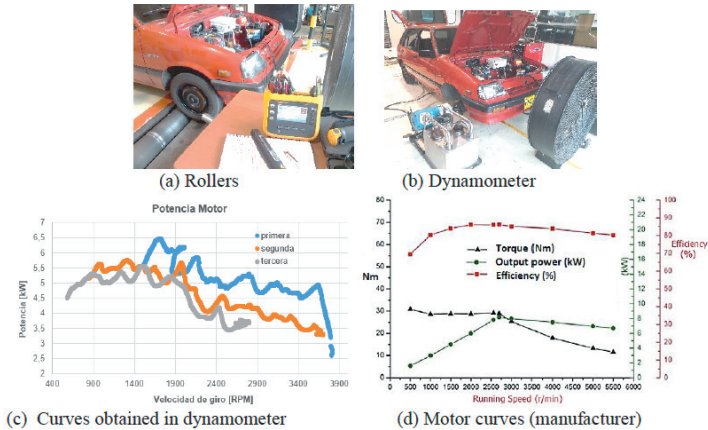 (a) Rollers
(b) Dynamometer
Potencia Motor
primera
segunda
tercera
Potencia [kW]
7
6.5
6
5.5
5
4.5
4
3.5
3
2.5
2
400 900 1400 1900 2400 2900 3400 3900
Velocidad de giro [RPM]
(c) Curves obtained in dynamometer
80
70
60
50
40
30
20
10
0
Nm
Torque (Nm)
Output power (kW)
Efficiency (%)
24
22
20
18
16
14
12
10
8
6
4
2
0
(kW)
100
90
80
70
60
50
40
30
20
10
0
Efficiency
(%)
0 500 1000 1500 2000 2500 3000 3500 4000 4500 5000 5500 6000
Running Speed (r/min)
(d) Motor curves (manufacturer)